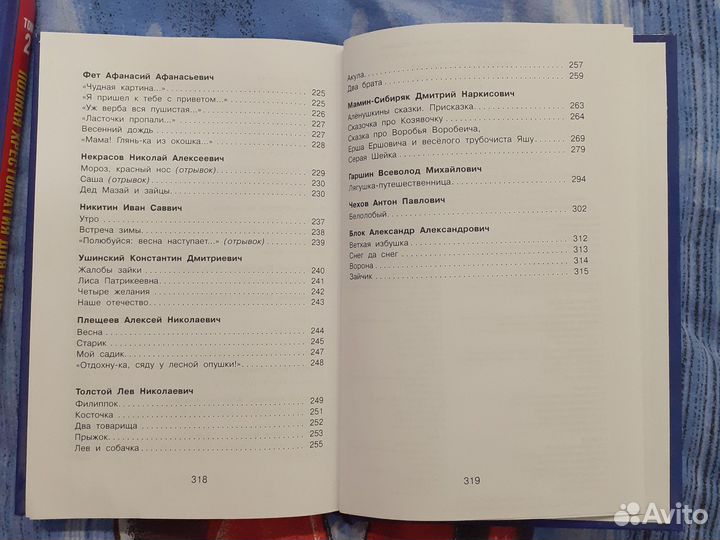 Фет Афанасий Афанасьевич
«Чудная картина...» 225
«Я пришел к тебе с приветом...» 225
«Уж верба вся пушистая...» 226
«Ласточки пропали...» 227
Весенний дождь 227
«Мама! Глянь-ка из окошка...» 228
Некрасов Николай Алексеевич
Мороз, красный нос (отрывок) 229
Саша (отрывок) 230
Дед Мазай и зайцы 230
Никитин Иван Саввич
Утро 237
Встреча зимы 238
«Полюбуйся: весна наступает...» (отрывок) 239
Ушинский Константин Дмитриевич
Жалобы зайки 240
Лиса Патрикеевна 241
Четыре желания 242
Наше отечество 243
Плещеев Алексей Николаевич
Весна 244
Старик 245
Мой садик 247
«Отдохну-ка, сяду у лесной опушки!» 248
Толстой Лев Николаевич
Филиппок 249
Косточка 251
Два товарища 252
Прыжок 253
Лев и собачка 255
318
Акула 257
Два брата 259
Мамин-Сибиряк Дмитрий Наркисович
Алёнушкины сказки. Присказка 263
Сказочка про Козявочку 264
Сказка про Воробья Воробеича,
Ерша Ершовича и весёлого трубочиста Яшу 269
Серая Шейка 279
Гаршин Всеволод Михайлович
Лягушка-путешественница 294
Чехов Антон Павлович
Белолобый 302
Блок Александр Александрович
Ветхая избушка 312
Снег да снег 313
Ворона 314
Зайчик 315
319
Avito